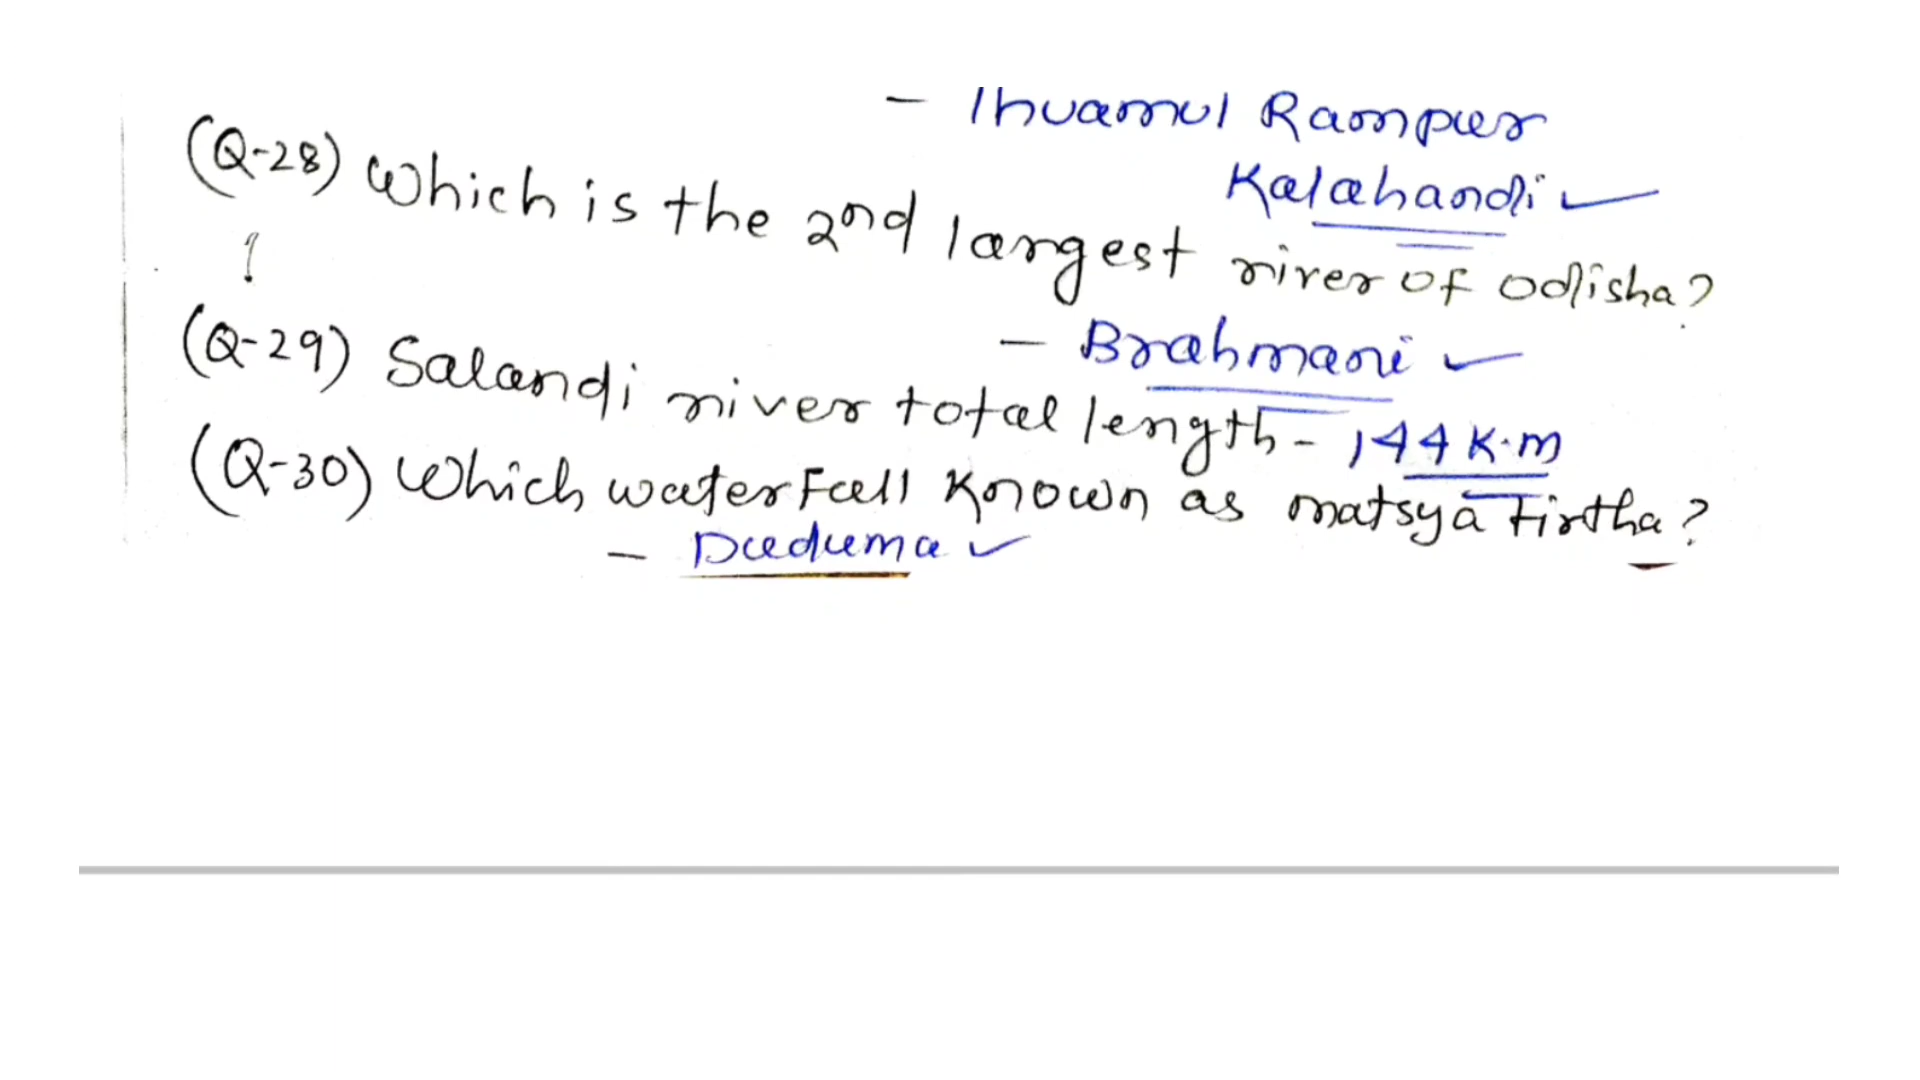 - Thuamul Rampur
Kalahandi
(Q-28) Which is the 2nd largest river of odisha?
- Brahmani
(Q-29) Salandi river total length - 144 K.m
(Q-30) Which waterfall Known as matsya Tirtha?
- Duduma